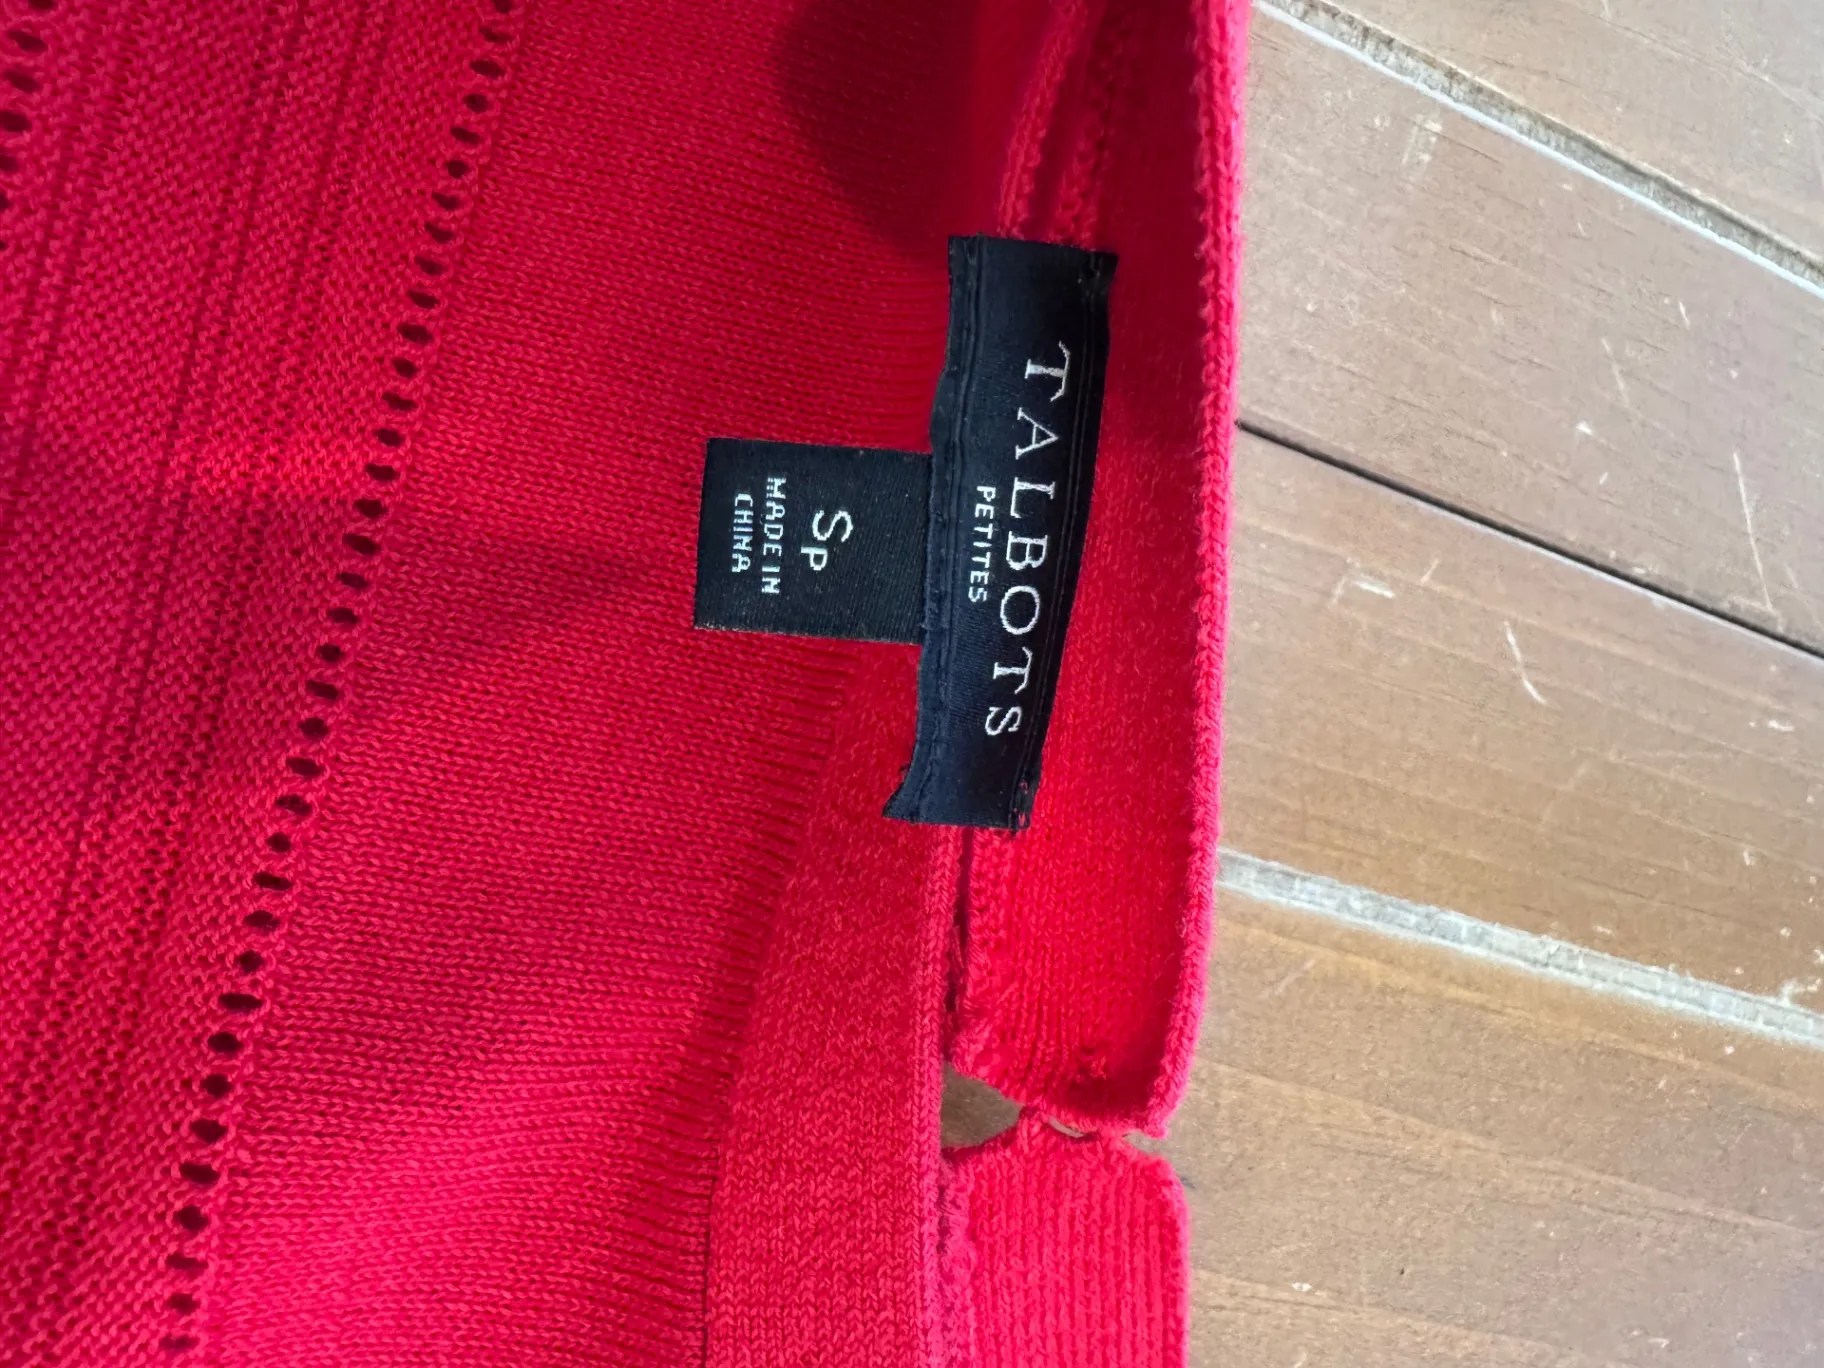 TALBOTS
PETITES
SP
MADE IN
CHINA